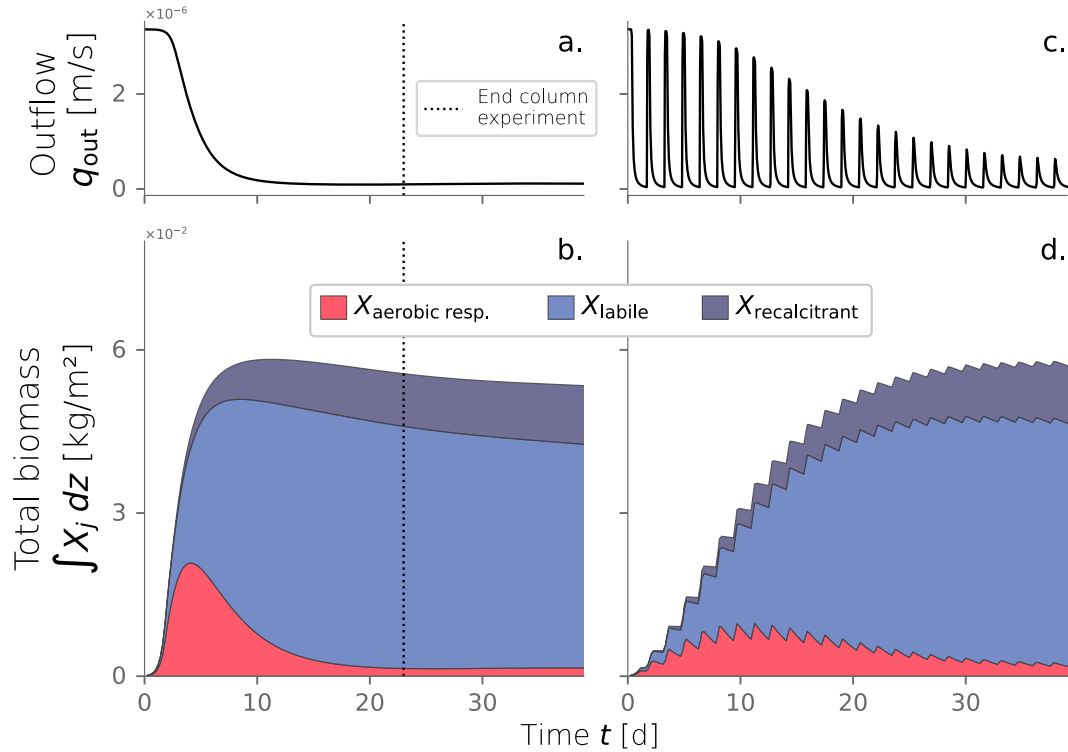 ×10⁻⁶
a.
c.
Outflow
q_out [m/s]
2
0
End column
experiment
×10⁻²
b.
d.
X_aerobic resp.
X_labile
X_recalcitrant
Total biomass
∫X_j dz [kg/m²]
6
3
0
0 10 20 30
0 10 20 30
Time t [d]